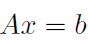 Ax = b